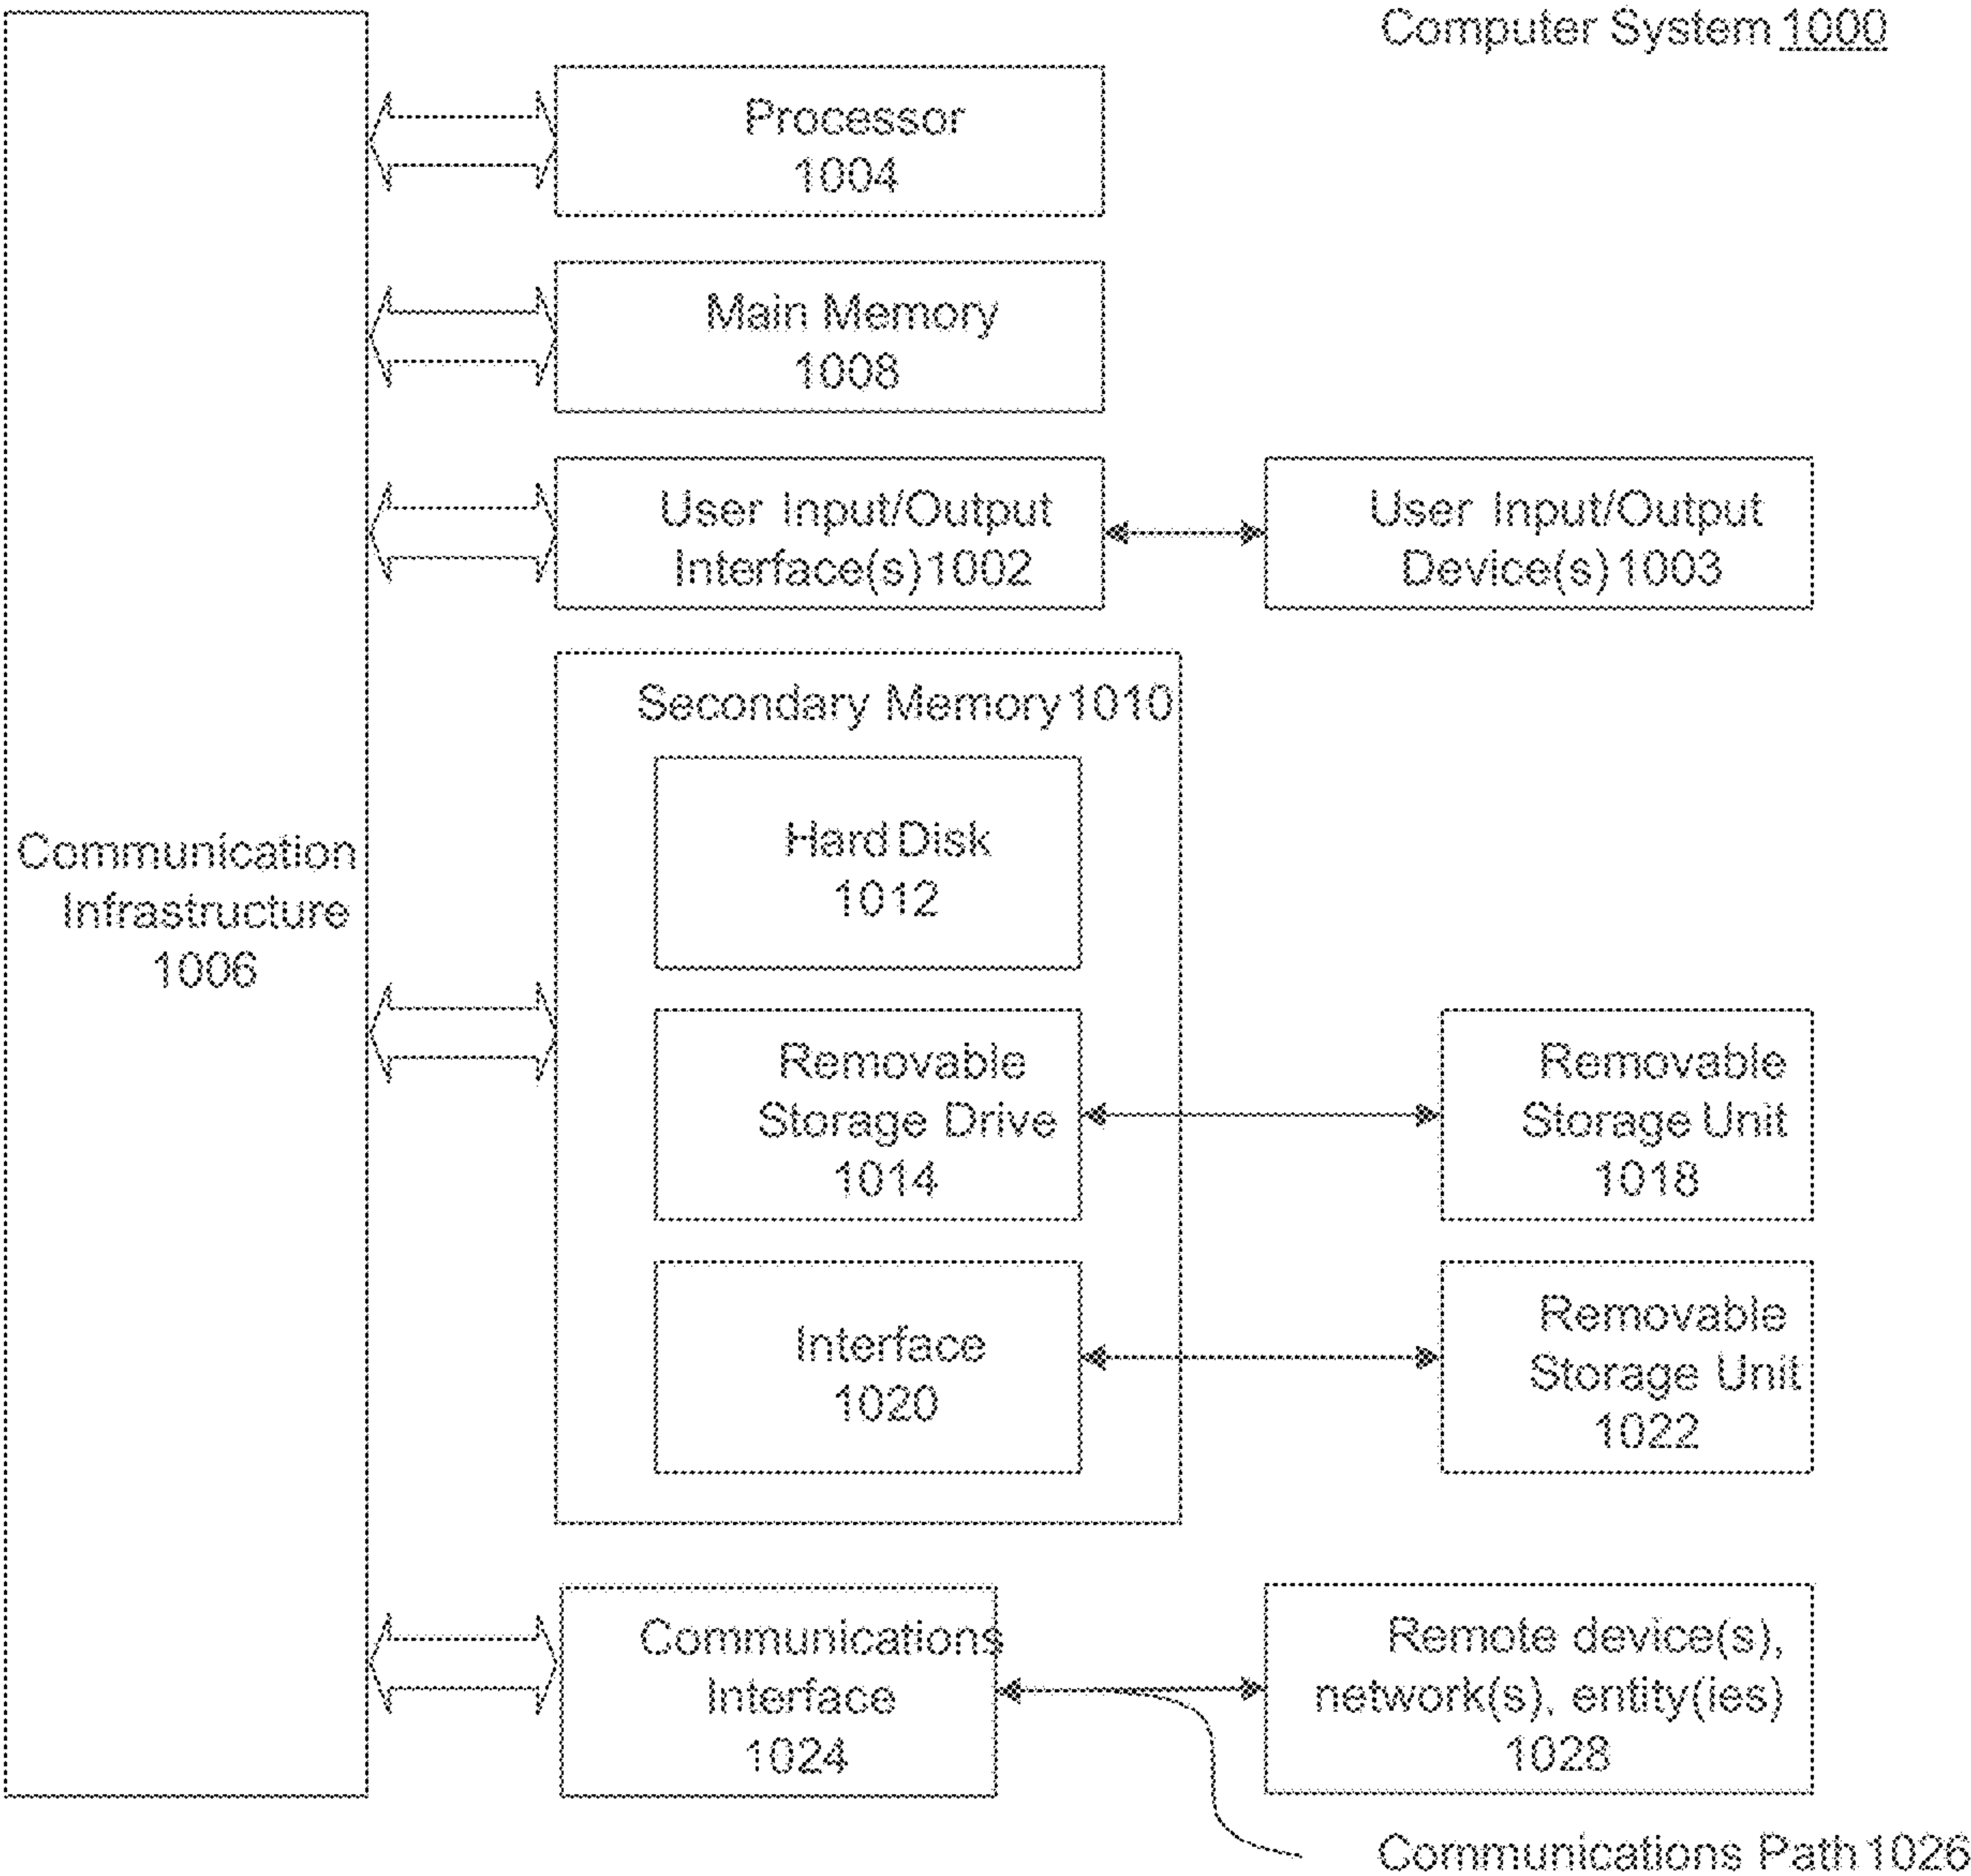 Computer System 1000
Processor
1004
Main Memory
1008
User Input/Output
Interface(s) 1002
User Input/Output
Device(s) 1003
Secondary Memory 1010
Hard Disk
1012
Communication
Infrastructure
1006
Removable
Storage Drive
1014
Removable
Storage Unit
1018
Interface
1020
Removable
Storage Unit
1022
Communications
Interface
1024
Remote device(s),
network(s), entity(ies)
1028
Communications Path 1026